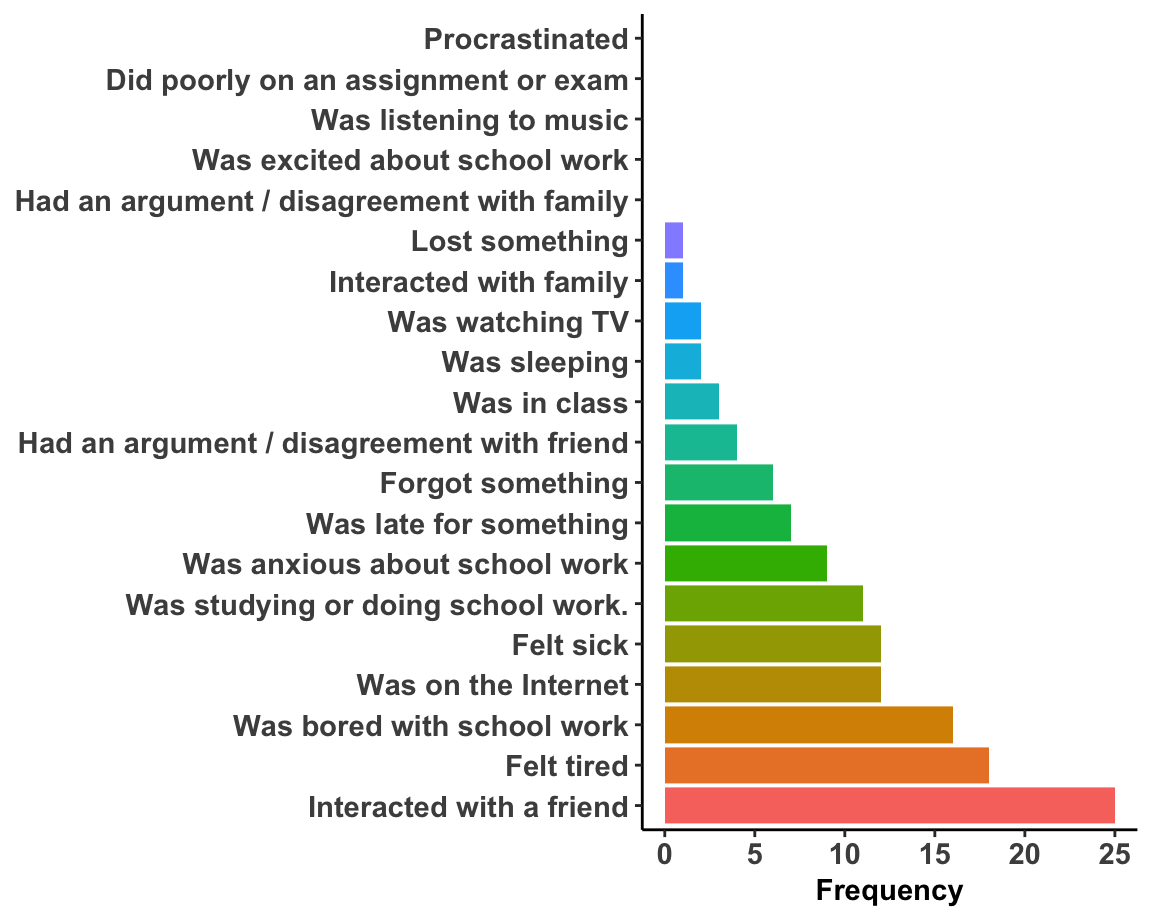 Procrastinated
Did poorly on an assignment or exam
Was listening to music
Was excited about school work
Had an argument / disagreement with family
Lost something
Interacted with family
Was watching TV
Was sleeping
Was in class
Had an argument / disagreement with friend
Forgot something
Was late for something
Was anxious about school work
Was studying or doing school work.
Felt sick
Was on the Internet
Was bored with school work
Felt tired
Interacted with a friend
0 5 10 15 20 25
Frequency